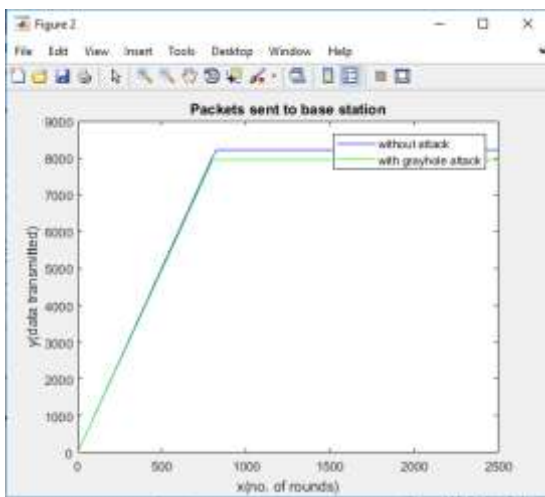 Figure 2
File Edit View Insert Tools Desktop Window Help
Packets sent to base station
without attack
with grayhole attack
9000
8000
7000
6000
5000
4000
3000
2000
1000
0
y(data transmitted)
0 500 1000 1500 2000 2500
x(no. of rounds)